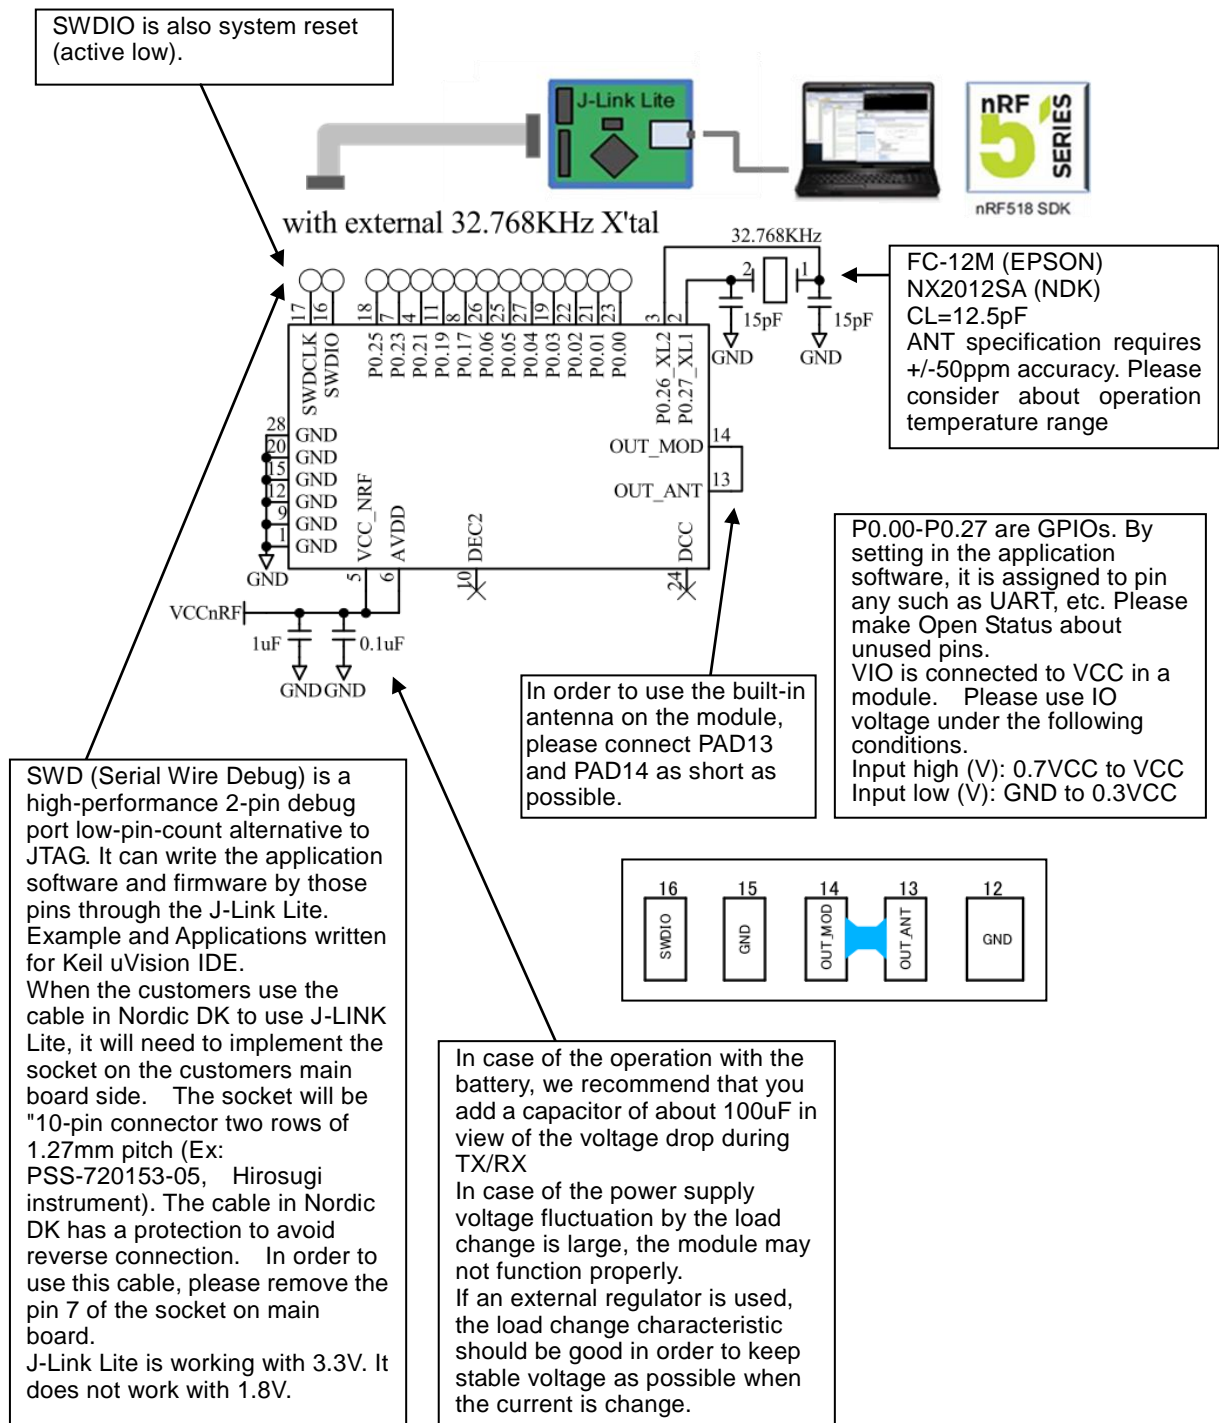 SWDIO is also system reset
(active low).
J-Link Lite
nRF
5
SERIES
nRF518 SDK
with external 32.768KHz X'tal
32.768KHz
2
1
15pF
15pF
GND
GND
FC-12M (EPSON)
NX2012SA (NDK)
CL=12.5pF
ANT specification requires
+/-50ppm accuracy. Please
consider about operation
temperature range
17
16
18
7
4
11
8
26
25
27
19
22
21
23
3
2
SWDCLK
SWDIO
P0.25
P0.23
P0.21
P0.19
P0.17
P0.06
P0.05
P0.04
P0.03
P0.02
P0.01
P0.00
P0.26_XL2
P0.27_XL1
28
GND
20
GND
15
GND
12
GND
9
GND
1
GND
GND
OUT_MOD
14
OUT_ANT
13
VCC_NRF
AVDD
DEC2
DCC
5
6
10
24
VCCnRF
1uF
0.1uF
GND
GND
P0.00-P0.27 are GPIOs. By
setting in the application
software, it is assigned to pin
any such as UART, etc. Please
make Open Status about
unused pins.
VIO is connected to VCC in a
module. Please use IO
voltage under the following
conditions.
Input high (V): 0.7VCC to VCC
Input low (V): GND to 0.3VCC
In order to use the built-in
antenna on the module,
please connect PAD13
and PAD14 as short as
possible.
SWD (Serial Wire Debug) is a
high-performance 2-pin debug
port low-pin-count alternative to
JTAG. It can write the application
software and firmware by those
pins through the J-Link Lite.
Example and Applications written
for Keil uVision IDE.
When the customers use the
cable in Nordic DK to use J-LINK
Lite, it will need to implement the
socket on the customers main
board side. The socket will be
"10-pin connector two rows of
1.27mm pitch (Ex:
PSS-720153-05, Hirosugi
instrument). The cable in Nordic
DK has a protection to avoid
reverse connection. In order to
use this cable, please remove the
pin 7 of the socket on main
board.
J-Link Lite is working with 3.3V. It
does not work with 1.8V.
16
15
14
13
12
SWDIO
GND
OUT_MOD
OUT_ANT
GND
In case of the operation with the
battery, we recommend that you
add a capacitor of about 100uF in
view of the voltage drop during
TX/RX
In case of the power supply
voltage fluctuation by the load
change is large, the module may
not function properly.
If an external regulator is used,
the load change characteristic
should be good in order to keep
stable voltage as possible when
the current is change.